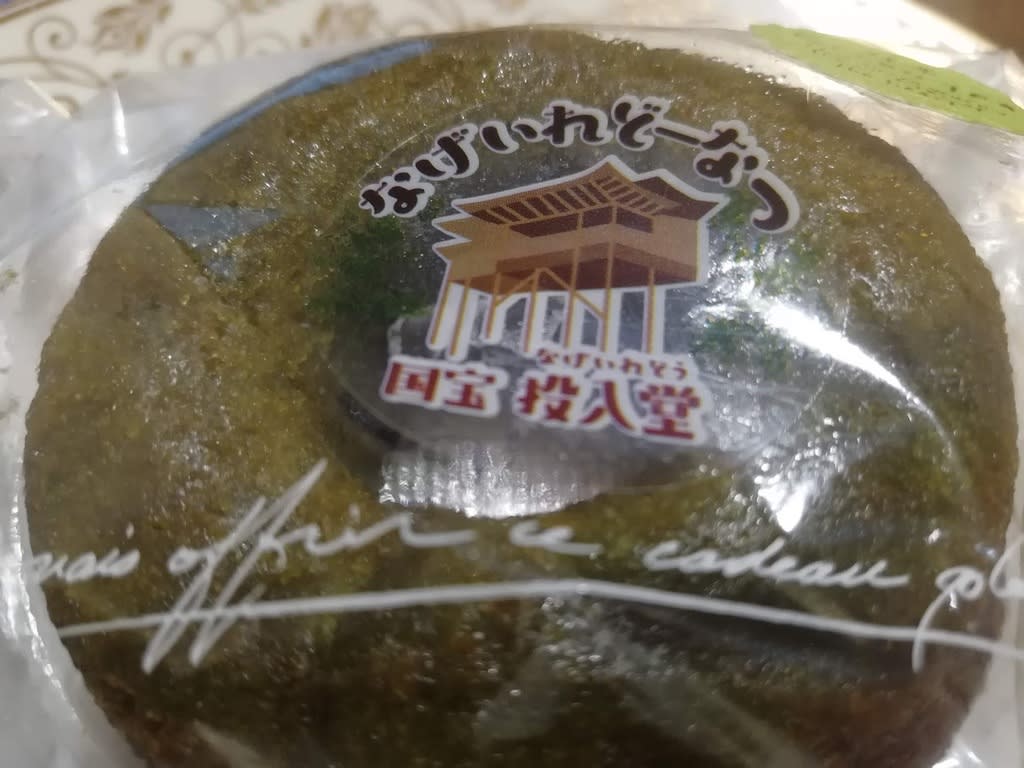 なげいれどーなつ
なげいれどう
国宝 投入堂
offrir ce cadeau